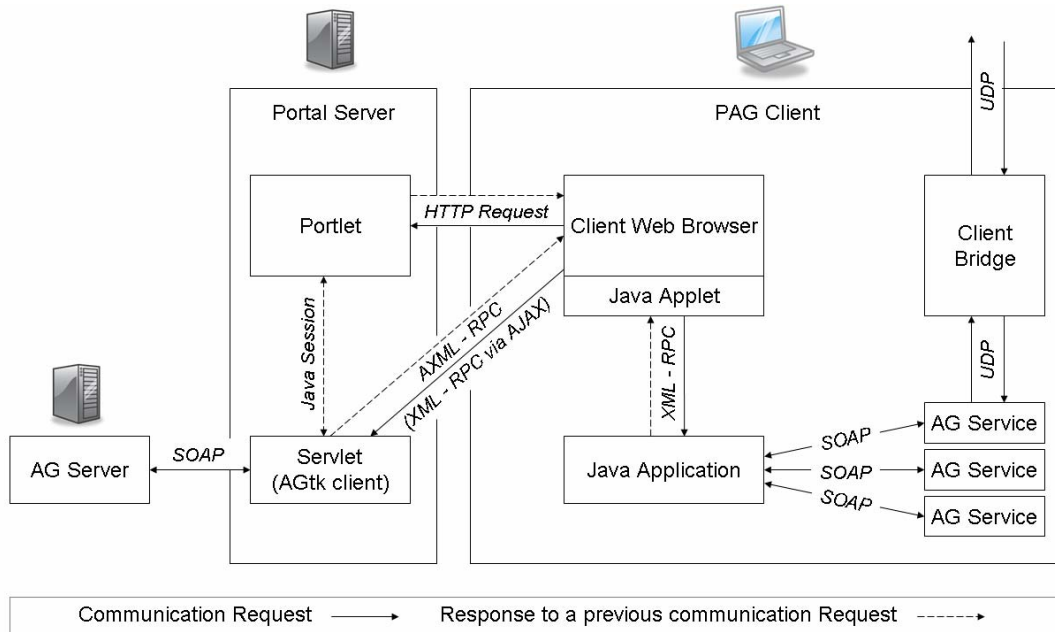 Portal Server
PAG Client
UDP
Portlet
HTTP Request
Client Web Browser
Client
Bridge
Java Applet
Java Session
AXML - RPC
(XML - RPC via AJAX)
XML - RPC
UDP
AG Server
SOAP
Servlet
(AGtk client)
Java Application
SOAP
AG Service
SOAP
AG Service
SOAP
AG Service
Communication Request
Response to a previous communication Request